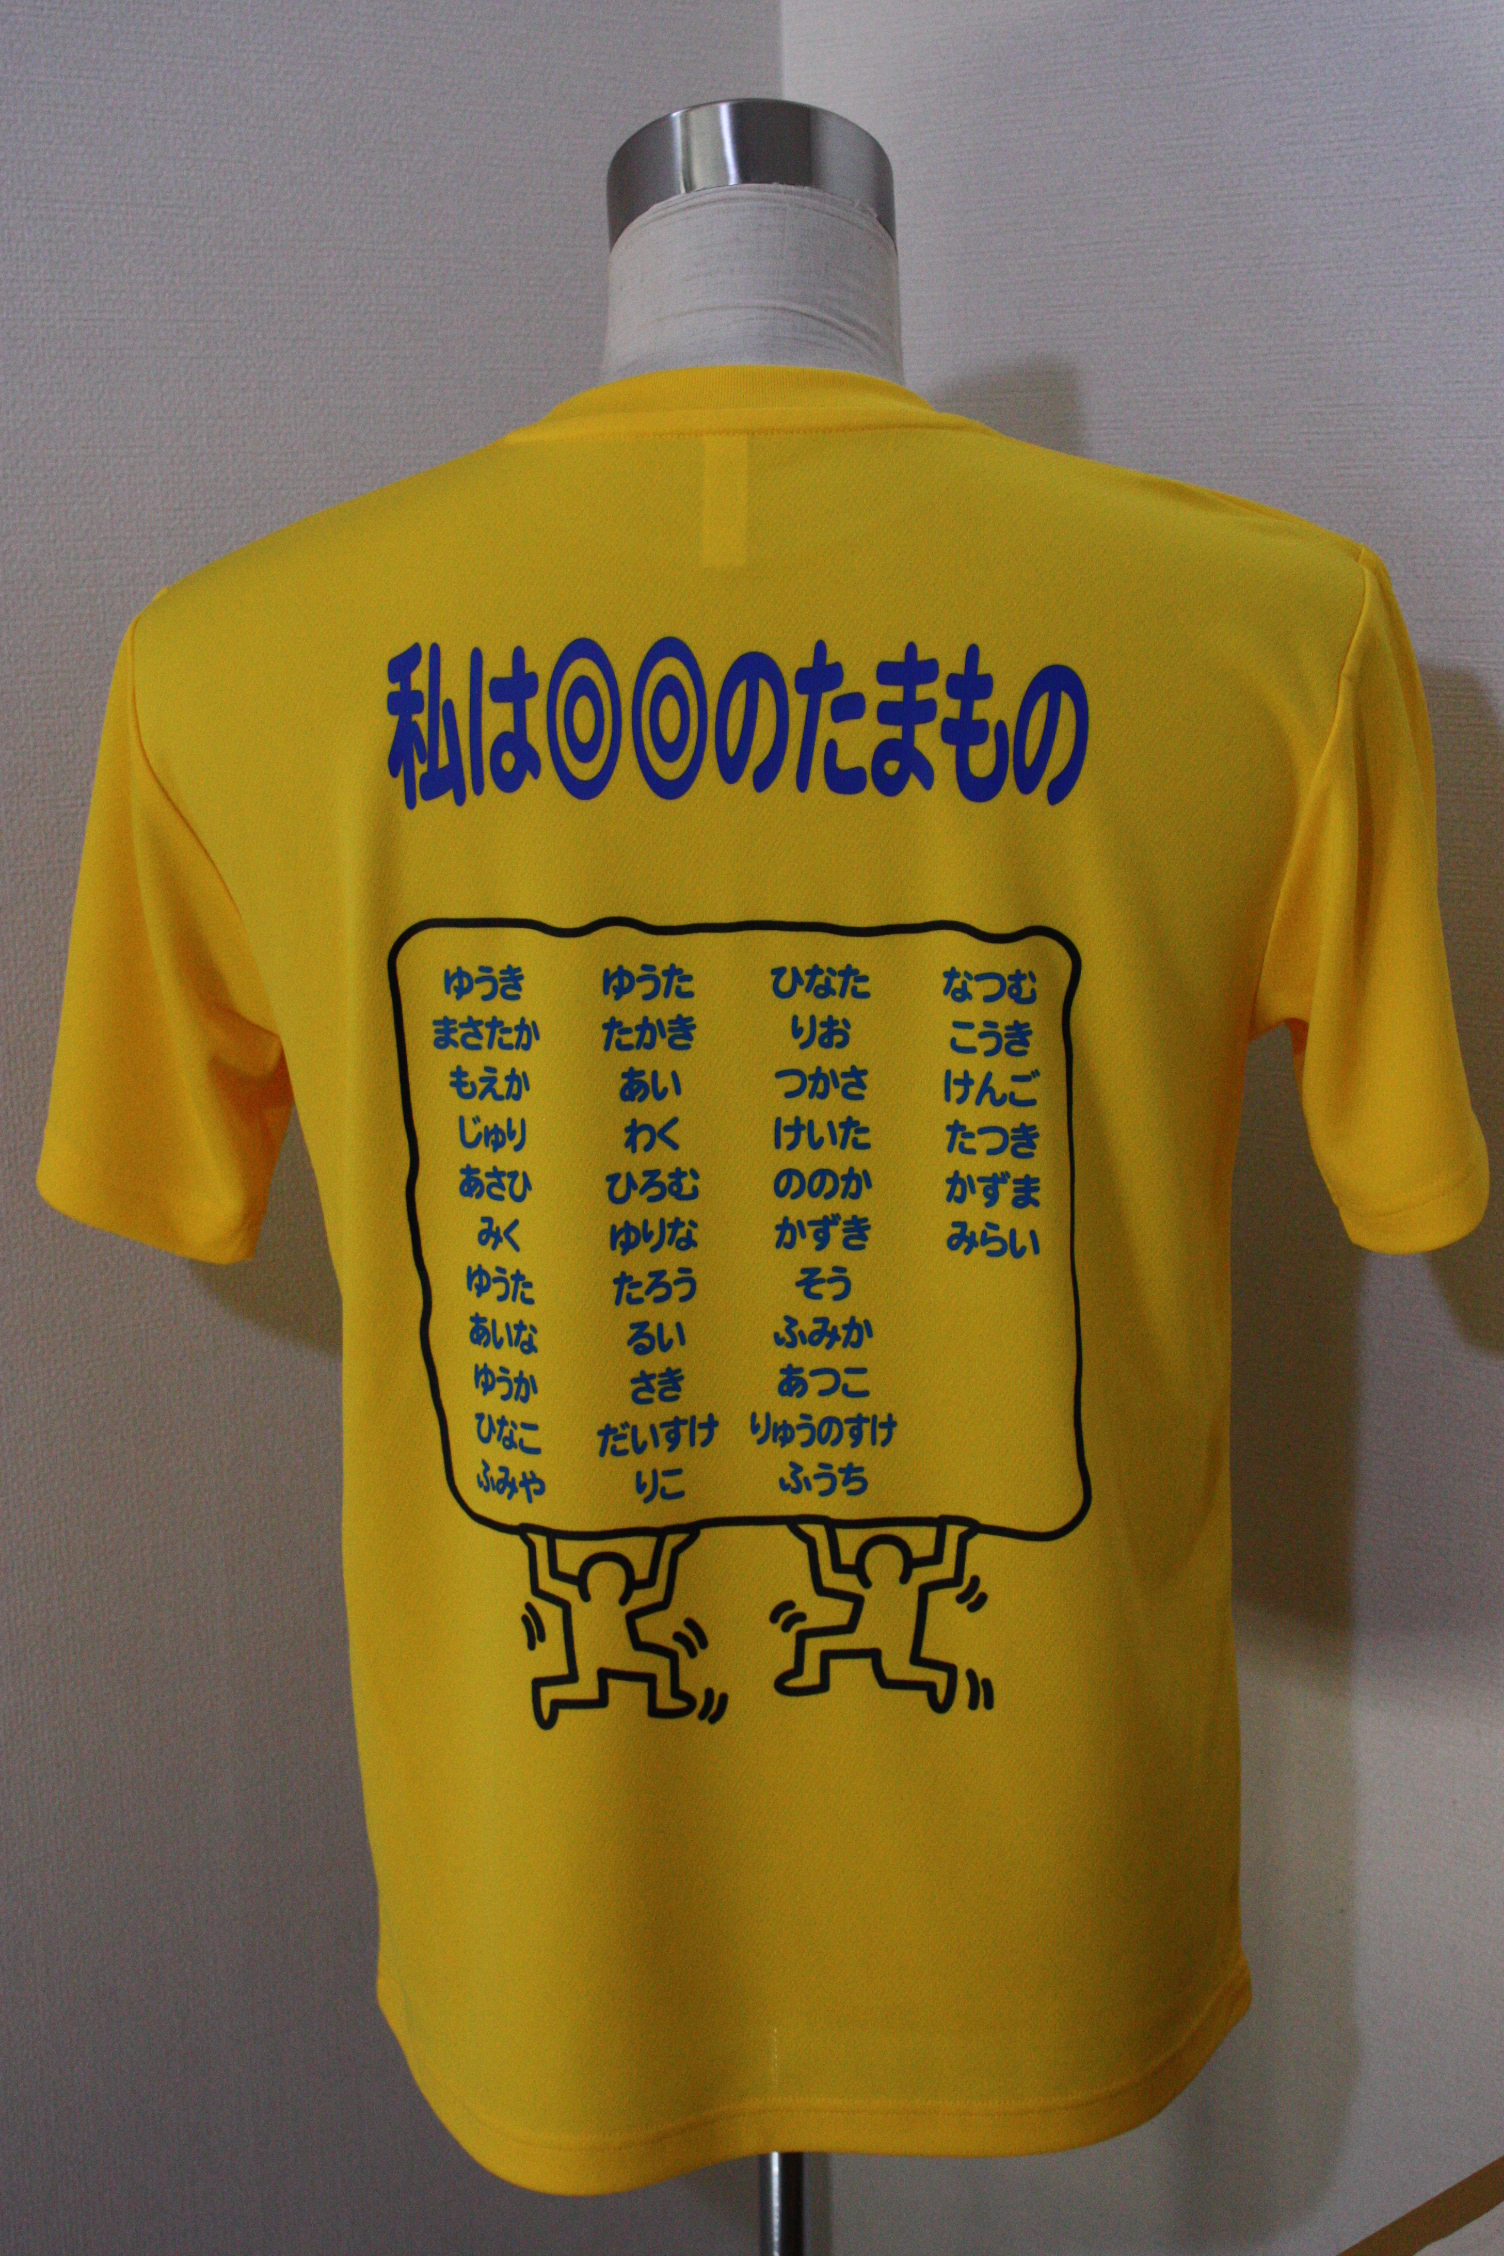 私は◎◎のたまもの
ゆうき ゆうた ひなた なつむ
まさたか たかき りお こうき
もえか あい つかさ けんご
じゅり わく けいた たつき
あさひ ひろむ ののか かずま
みく ゆりな かずき みらい
ゆうた たろう そう
あいな るい ふみか
ゆうか さき あつこ
ひなこ だいすけ りゅうのすけ
ふみや りこ ふうち